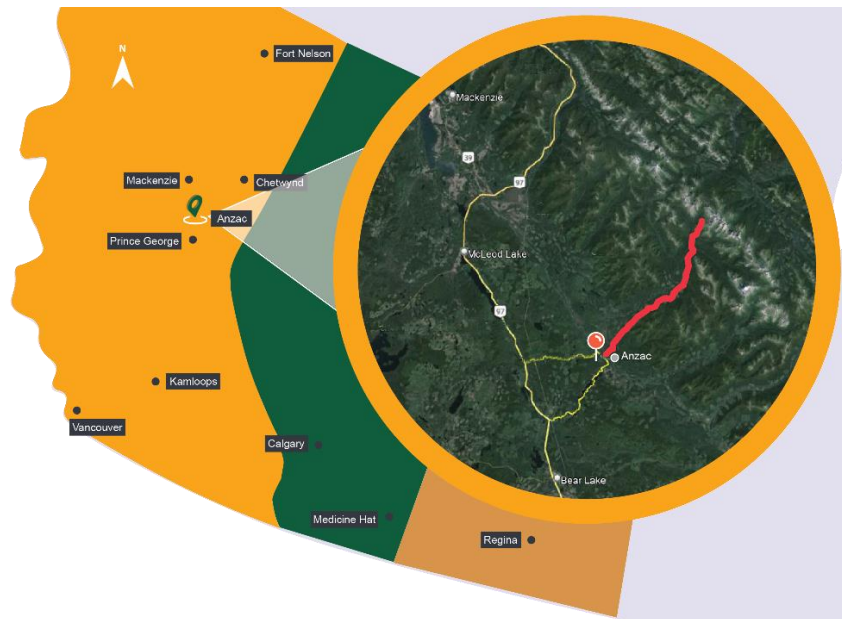 N
Fort Nelson
Mackenzie
Chetwynd
Anzac
Prince George
Kamloops
Vancouver
Calgary
Medicine Hat
Regina
Mackenzie
39
97
McLeod Lake
97
Anzac
Bear Lake